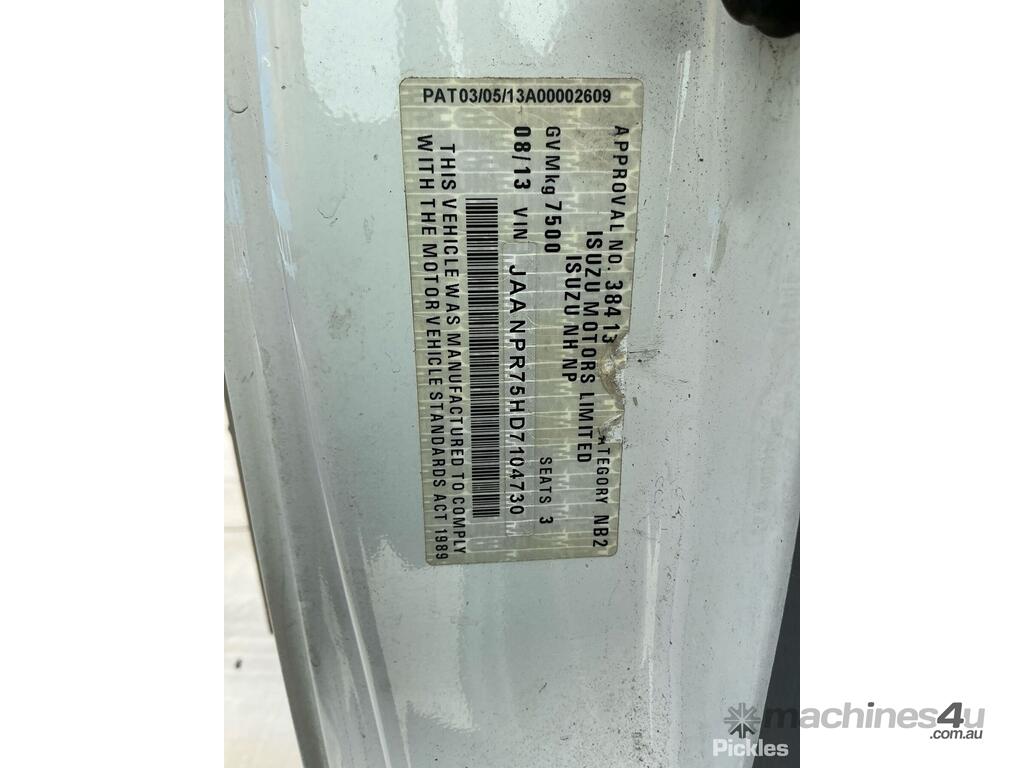 PAT03/05/13A00002609
APPROVAL NO. 38413 ATEGORY NB2
ISUZU MOTORS LIMITED
ISUZU NH NP
GVMkg 7500 SEATS 3
08/13 VIN JAANPR75HD7104730
THIS VEHICLE WAS MANUFACTURED TO COMPLY
WITH THE MOTOR VEHICLE STANDARDS ACT 1989
machines4u
.com.au
Pickles